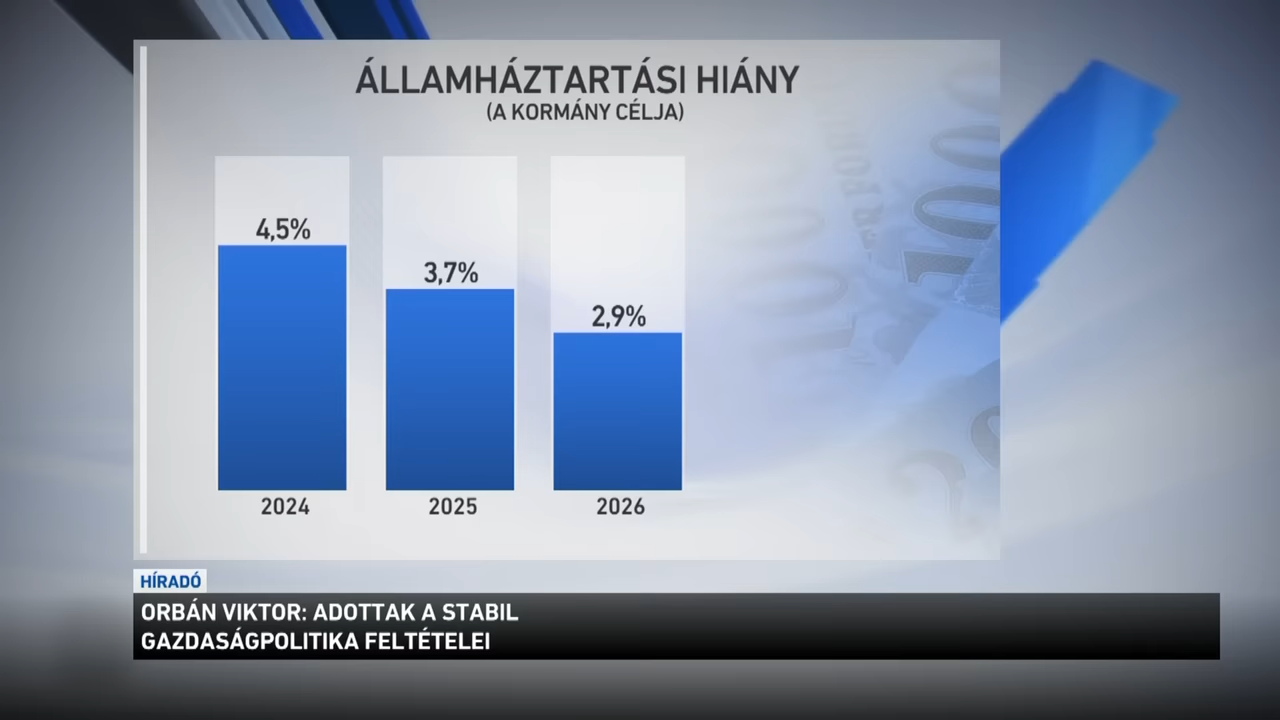 ÁLLAMHÁZTARTÁSI HIÁNY
(A KORMÁNY CÉLJA)
4,5%
3,7%
2,9%
2024
2025
2026
HÍRADÓ
ORBÁN VIKTOR: ADOTTAK A STABIL
GAZDASÁGPOLITIKA FELTÉTELEI